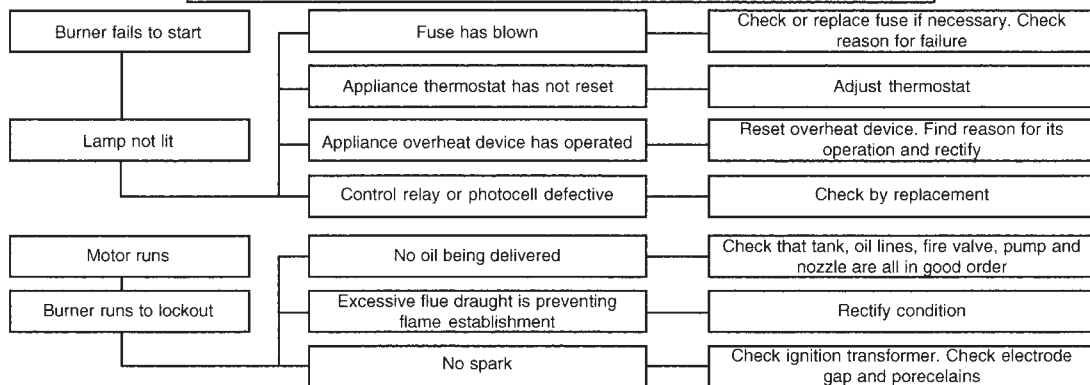 Burner fails to start
Fuse has blown
Check or replace fuse if necessary. Check
reason for failure
Appliance thermostat has not reset
Adjust thermostat
Lamp not lit
Appliance overheat device has operated
Reset overheat device. Find reason for its
operation and rectify
Control relay or photocell defective
Check by replacement
Motor runs
No oil being delivered
Check that tank, oil lines, fire valve, pump and
nozzle are all in good order
Burner runs to lockout
Excessive flue draught is preventing
flame establishment
Rectify condition
No spark
Check ignition transformer. Check electrode
gap and porecelains